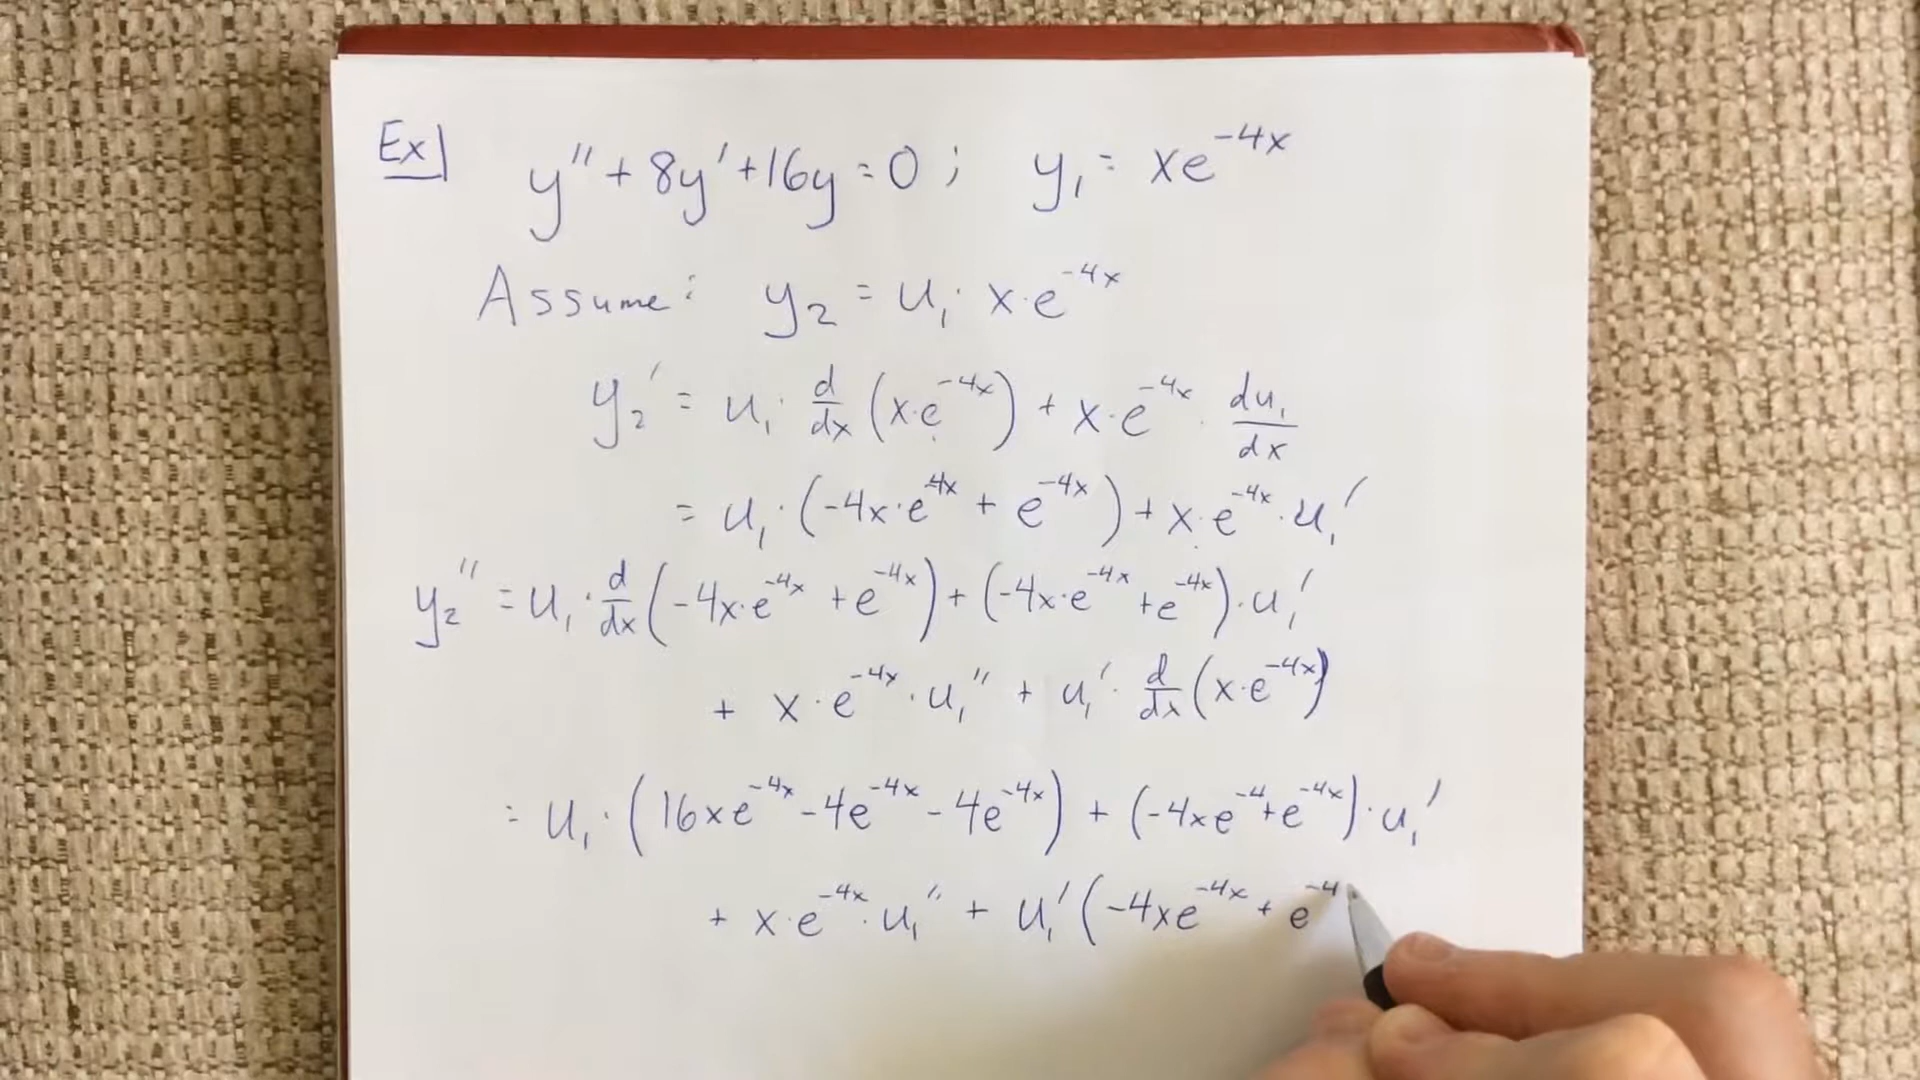 Ex] y'' + 8y' + 16y = 0 ; y₁ = xe^{-4x}
Assume: y₂ = u₁ · x · e^{-4x}
y₂' = u₁ · d/dx (x·e^{-4x}) + x·e^{-4x} · du₁/dx
= u₁ · (-4x·e^{-4x} + e^{-4x}) + x·e^{-4x} · u₁'
y₂'' = u₁ · d/dx (-4x·e^{-4x} + e^{-4x}) + (-4x·e^{-4x} + e^{-4x}) · u₁'
+ x · e^{-4x} · u₁'' + u₁' · d/dx (x·e^{-4x})
= u₁ · (16xe^{-4x} - 4e^{-4x} - 4e^{-4x}) + (-4xe^{-4} + e^{-4x}) · u₁'
+ x·e^{-4x} · u₁'' + u₁' (-4xe^{-4x} + e^{-4